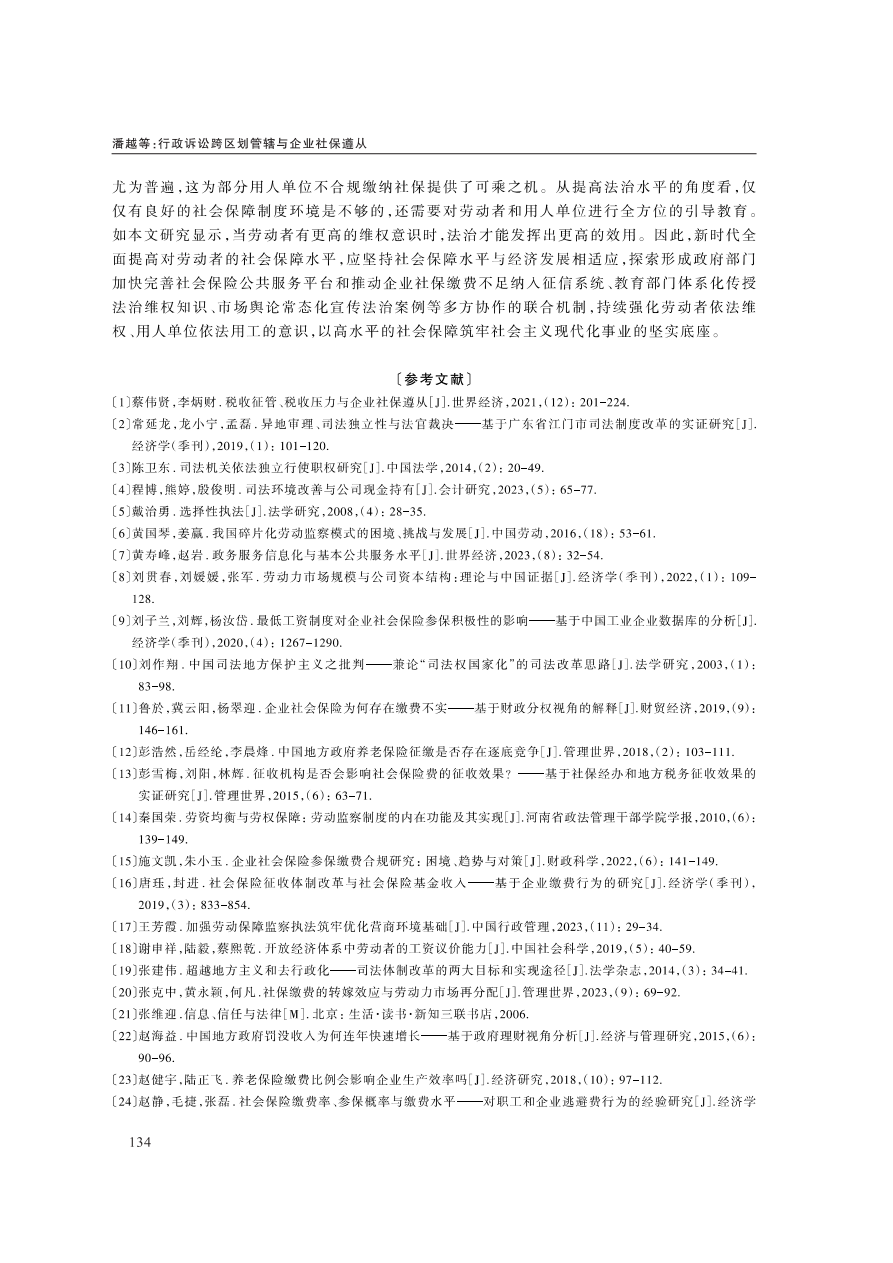 潘越等:行政诉讼跨区划管辖与企业社保遵从
尤为普遍,这为部分用人单位不合规缴纳社保提供了可乘之机。从提高法治水平的角度看,仅
仅有良好的社会保障制度环境是不够的,还需要对劳动者和用人单位进行全方位的引导教育。
如本文研究显示,当劳动者有更高的维权意识时,法治才能发挥出更高的效用。因此,新时代全
面提高对劳动者的社会保障水平,应坚持社会保障水平与经济发展相适应,探索形成政府部门
加快完善社会保险公共服务平台和推动企业社保缴费不足纳入征信系统、教育部门体系化传授
法治维权知识、市场舆论常态化宣传法治案例等多方协作的联合机制,持续强化劳动者依法维
权、用人单位依法用工的意识,以高水平的社会保障筑牢社会主义现代化事业的坚实底座。
〔参考文献〕
〔1〕蔡伟贤,李炳财.税收征管、税收压力与企业社保遵从[J].世界经济,2021,(12):201-224.
〔2〕常延龙,龙小宁,孟磊.异地审理、司法独立性与法官裁决——基于广东省江门市司法制度改革的实证研究[J].
经济学(季刊),2019,(1):101-120.
〔3〕陈卫东.司法机关依法独立行使职权研究[J].中国法学,2014,(2):20-49.
〔4〕程博,熊婷,殷俊明.司法环境改善与公司现金持有[J].会计研究,2023,(5):65-77.
〔5〕戴治勇.选择性执法[J].法学研究,2008,(4):28-35.
〔6〕黄国琴,姜赢.我国碎片化劳动监察模式的困境、挑战与发展[J].中国劳动,2016,(18):53-61.
〔7〕黄寿峰,赵岩.政务服务信息化与基本公共服务水平[J].世界经济,2023,(8):32-54.
〔8〕刘贯春,刘媛媛,张军.劳动力市场规模与公司资本结构:理论与中国证据[J].经济学(季刊),2022,(1):109-
128.
〔9〕刘子兰,刘辉,杨汝岱.最低工资制度对企业社会保险参保积极性的影响——基于中国工业企业数据库的分析[J].
经济学(季刊),2020,(4):1267-1290.
〔10〕刘作翔.中国司法地方保护主义之批判——兼论“司法权国家化”的司法改革思路[J].法学研究,2003,(1):
83-98.
〔11〕鲁於,冀云阳,杨翠迎.企业社会保险为何存在缴费不实——基于财政分权视角的解释[J].财贸经济,2019,(9):
146-161.
〔12〕彭浩然,岳经纶,李晨烽.中国地方政府养老保险征缴是否存在逐底竞争[J].管理世界,2018,(2):103-111.
〔13〕彭雪梅,刘阳,林辉.征收机构是否会影响社会保险费的征收效果?——基于社保经办和地方税务征收效果的
实证研究[J].管理世界,2015,(6):63-71.
〔14〕秦国荣.劳资均衡与劳权保障:劳动监察制度的内在功能及其实现[J].河南省政法管理干部学院学报,2010,(6):
139-149.
〔15〕施文凯,朱小玉.企业社会保险参保缴费合规研究:困境、趋势与对策[J].财政科学,2022,(6):141-149.
〔16〕唐珏,封进.社会保险征收体制改革与社会保险基金收入——基于企业缴费行为的研究[J].经济学(季刊),
2019,(3):833-854.
〔17〕王芳霞.加强劳动保障监察执法筑牢优化营商环境基础[J].中国行政管理,2023,(11):29-34.
〔18〕谢申祥,陆毅,蔡熙乾.开放经济体系中劳动者的工资议价能力[J].中国社会科学,2019,(5):40-59.
〔19〕张建伟.超越地方主义和去行政化——司法体制改革的两大目标和实现途径[J].法学杂志,2014,(3):34-41.
〔20〕张克中,黄永颖,何凡.社保缴费的转嫁效应与劳动力市场再分配[J].管理世界,2023,(9):69-92.
〔21〕张维迎.信息、信任与法律[M].北京:生活·读书·新知三联书店,2006.
〔22〕赵海益.中国地方政府罚没收入为何连年快速增长——基于政府理财视角分析[J].经济与管理研究,2015,(6):
90-96.
〔23〕赵健宇,陆正飞.养老保险缴费比例会影响企业生产效率吗[J].经济研究,2018,(10):97-112.
〔24〕赵静,毛捷,张磊.社会保险缴费率、参保概率与缴费水平——对职工和企业逃避费行为的经验研究[J].经济学
134